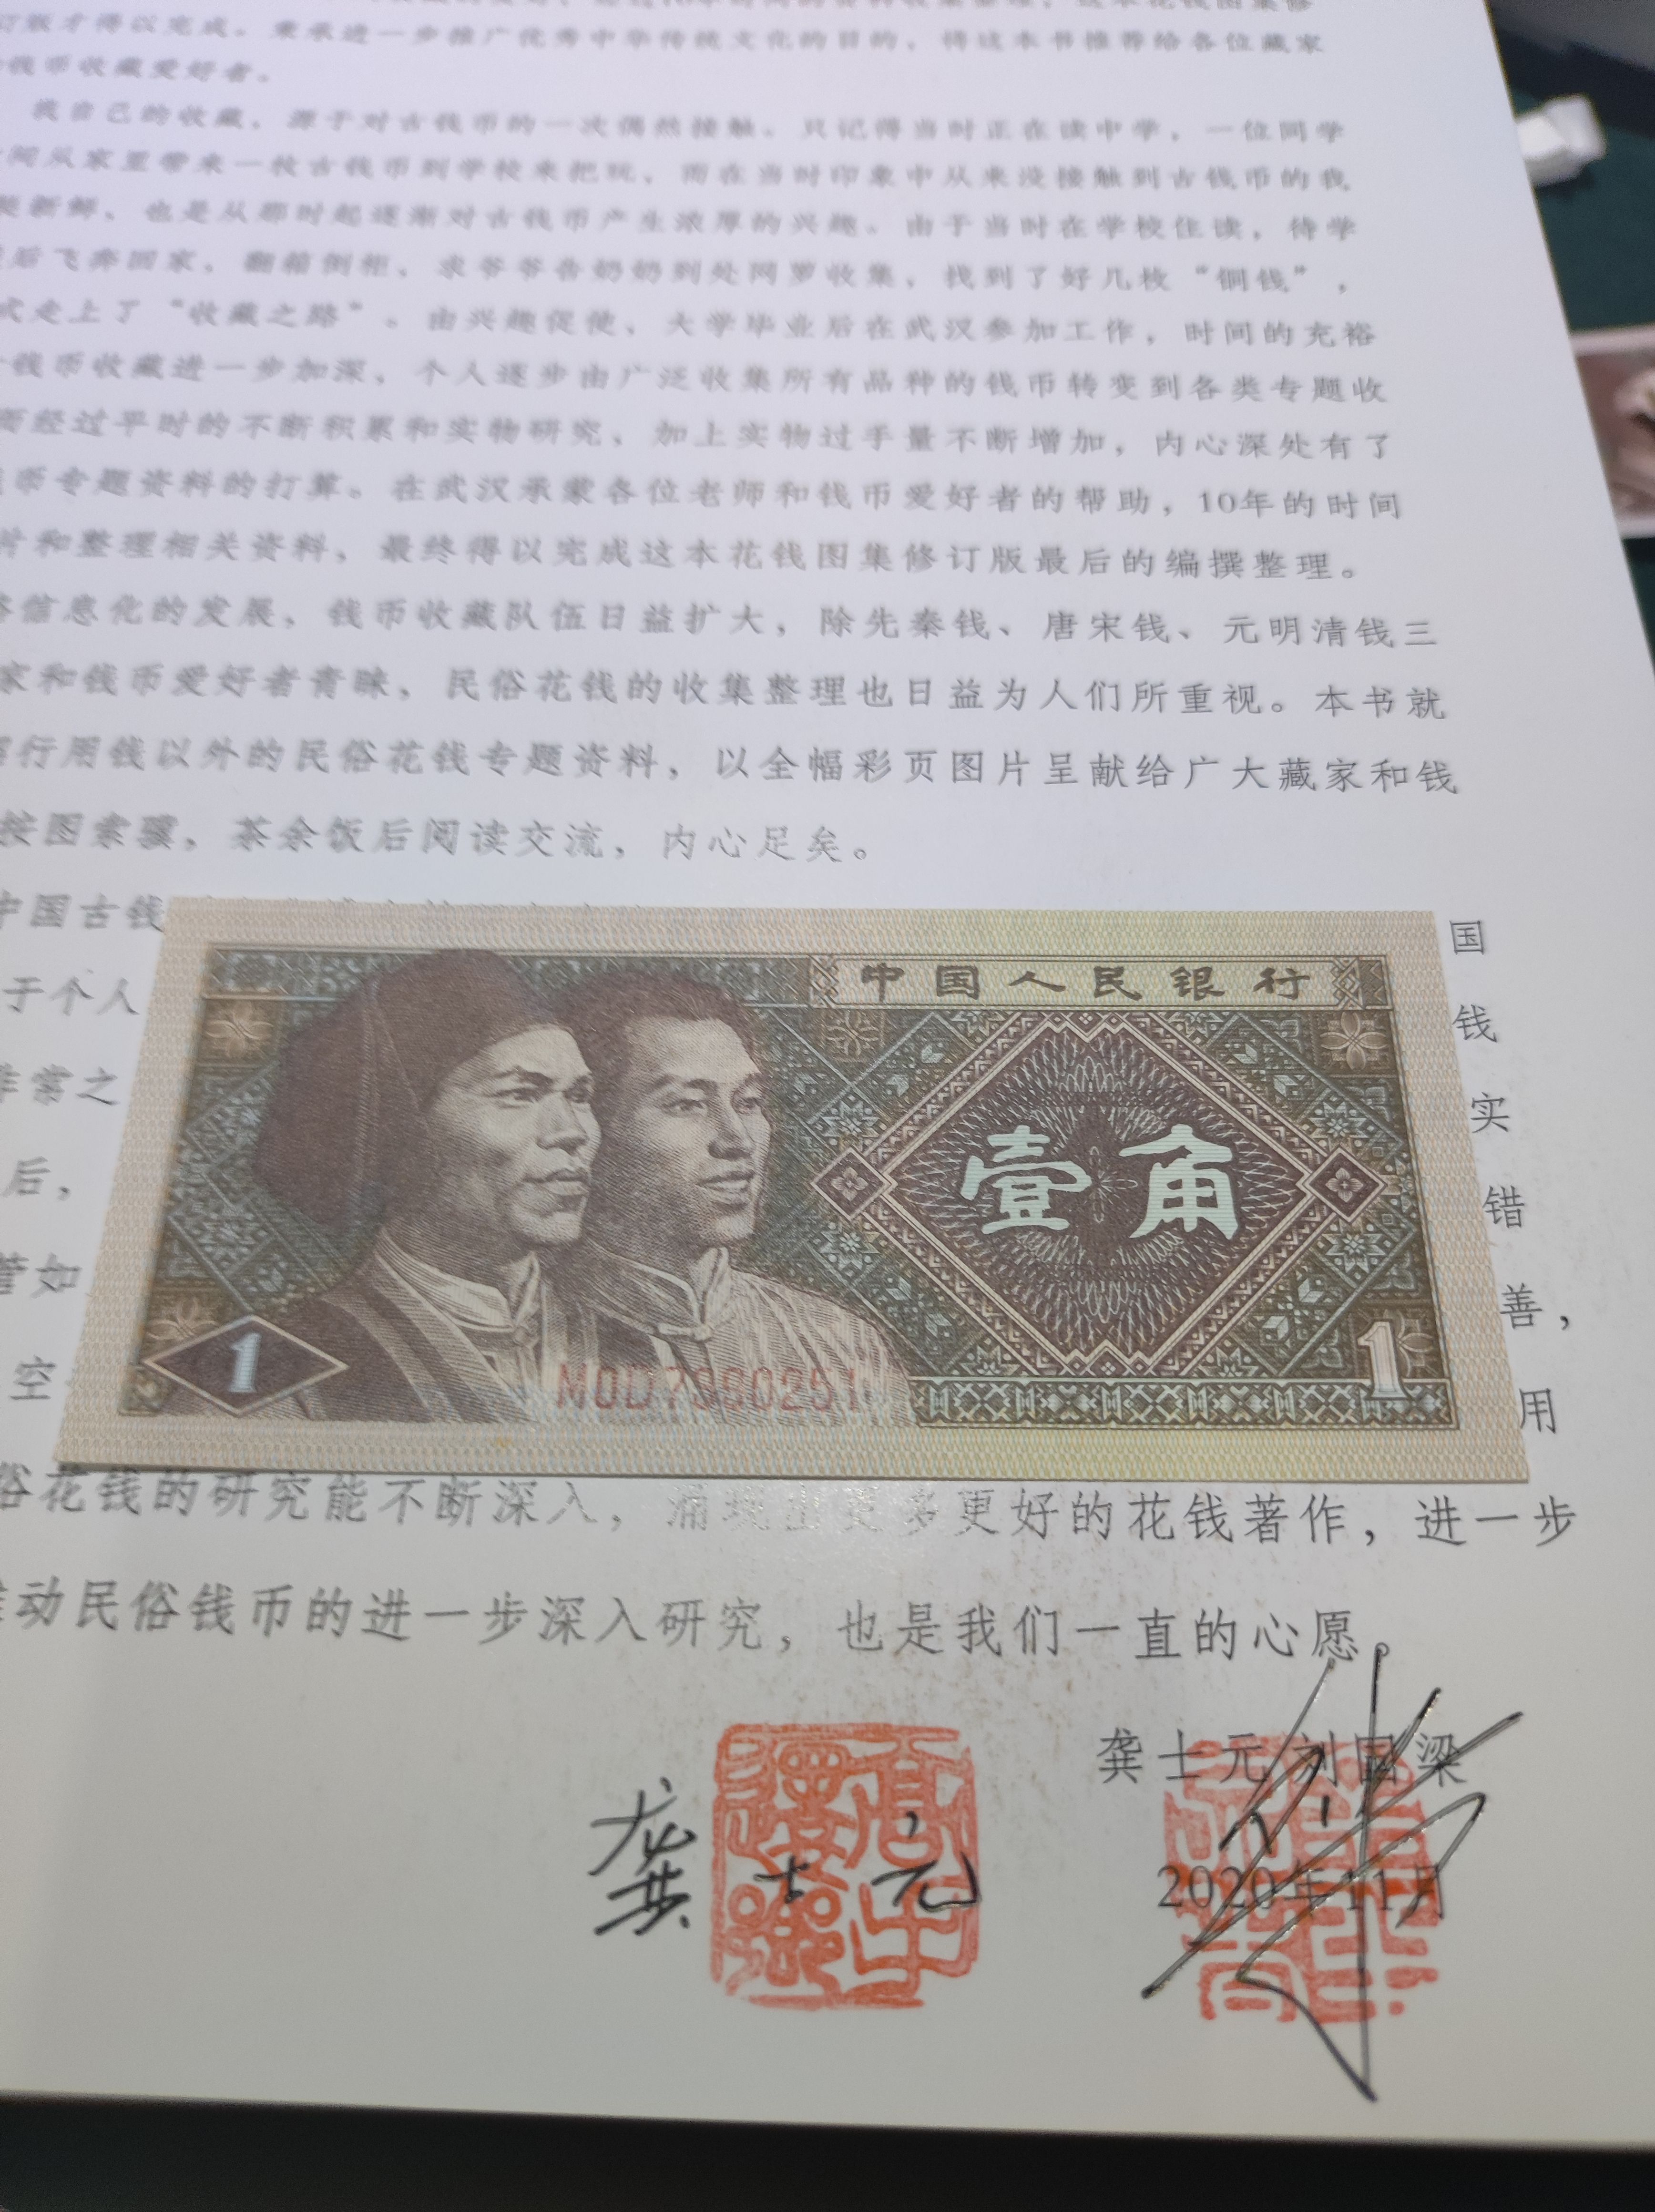 订版才得以完成。秉承进一步推广优秀中华传统文化的目的，将这本书推荐给各位藏家
钱币收藏爱好者。
我自己的收藏，源于对古钱币的一次偶然接触。只记得当时正在读中学，一位同学
间从家里带来一枚古钱币到学校来把玩，而在当时印象中从来没接触到古钱币的我
新鲜，也是从那时起逐渐对古钱币产生浓厚的兴趣。由于当时在学校住读，待学
后飞奔回家，翻箱倒柜，求爷爷告奶奶到处网罗收集，找到了好几枚“铜钱”，
式走上了“收藏之路”。由兴趣促使，大学毕业后在武汉参加工作，时间的充裕
钱币收藏进一步加深，个人逐步由广泛收集所有品种的钱币转变到各类专题收
而经过平时的不断积累和实物研究，加上实物过手量不断增加，内心深处有了
币专题资料的打算。在武汉承蒙各位老师和钱币爱好者的帮助，10年的时间
片和整理相关资料，最终得以完成这本花钱图集修订版最后的编撰整理。
信息化的发展，钱币收藏队伍日益扩大，除先秦钱、唐宋钱、元明清钱三
家和钱币爱好者青睐，民俗花钱的收集整理也日益为人们所重视。本书就
行用钱以外的民俗花钱专题资料，以全幅彩页图片呈献给广大藏家和钱
按图索骥，茶余饭后阅读交流，内心足矣。
中国古钱
国
于个人
钱
非常之
实
后，
错
管如
善，
空
用
中国人民银行
壹角
1
1
俗花钱的研究能不断深入，涌现出更多更好的花钱著作，进一步
动民俗钱币的进一步深入研究，也是我们一直的心愿。
龚士元 刘国梁
2020年11月
龚士元